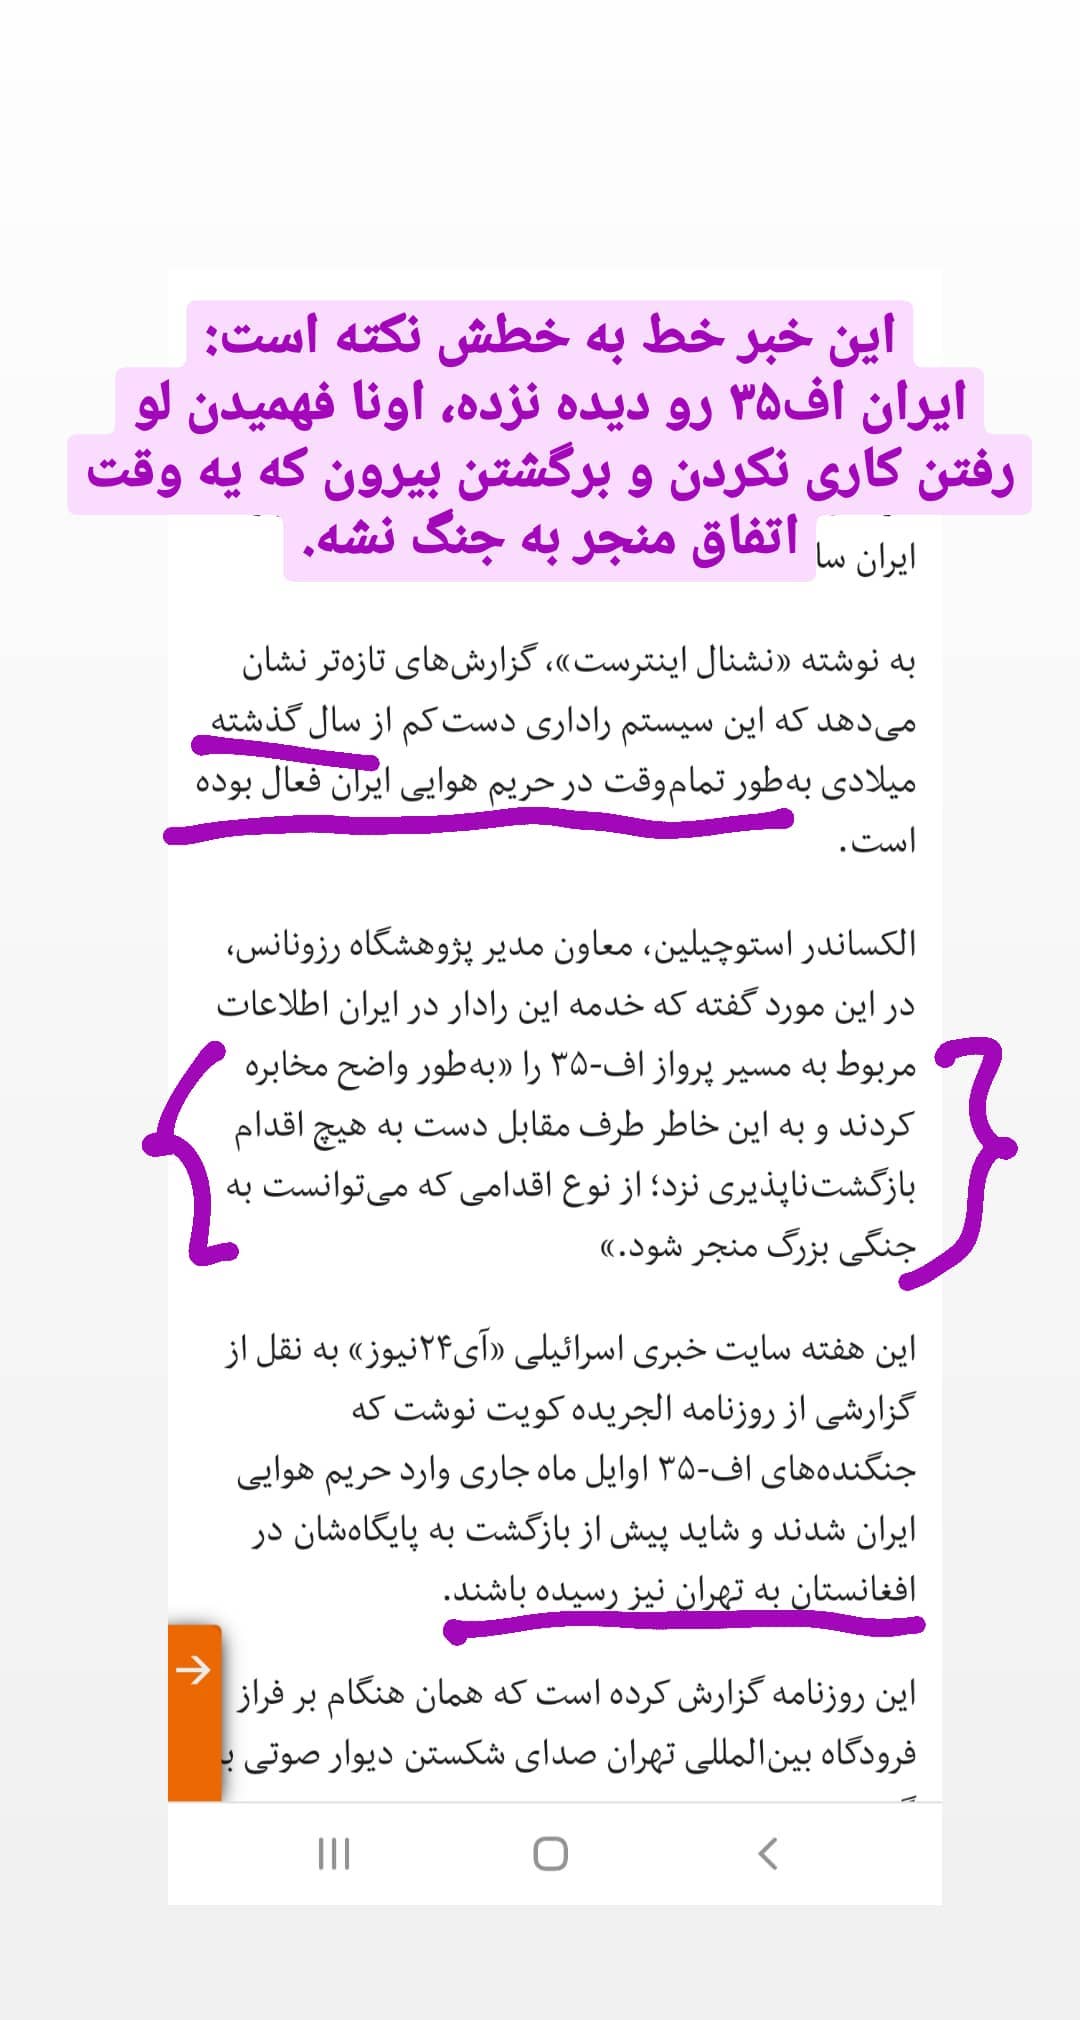 این خبر خط به خطش نکته است:
ایران اف۳۵ رو دیده نزده، اونا فهمیدن لو
رفتن کاری نکردن و برگشتن بیرون که یه وقت
اتفاق منجر به جنگ نشه.
ایران سا
به نوشته «نشنال اینترست»، گزارش‌های تازه‌تر نشان
می‌دهد که این سیستم راداری دست‌کم از سال گذشته
میلادی به‌طور تمام‌وقت در حریم هوایی ایران فعال بوده
است.
الکساندر استوچیلین، معاون مدیر پژوهشگاه رزونانس،
در این مورد گفته که خدمه این رادار در ایران اطلاعات
مربوط به مسیر پرواز اف-۳۵ را «به‌طور واضح مخابره
کردند و به این خاطر طرف مقابل دست به هیچ اقدام
بازگشت‌ناپذیری نزد؛ از نوع اقدامی که می‌توانست به
جنگی بزرگ منجر شود.»
این هفته سایت خبری اسرائیلی «آی۲۴نیوز» به نقل از
گزارشی از روزنامه الجریده کویت نوشت که
جنگنده‌های اف-۳۵ اوایل ماه جاری وارد حریم هوایی
ایران شدند و شاید پیش از بازگشت به پایگاه‌شان در
افغانستان به تهران نیز رسیده باشند.
این روزنامه گزارش کرده است که همان هنگام بر فراز
فرودگاه بین‌المللی تهران صدای شکستن دیوار صوتی ب